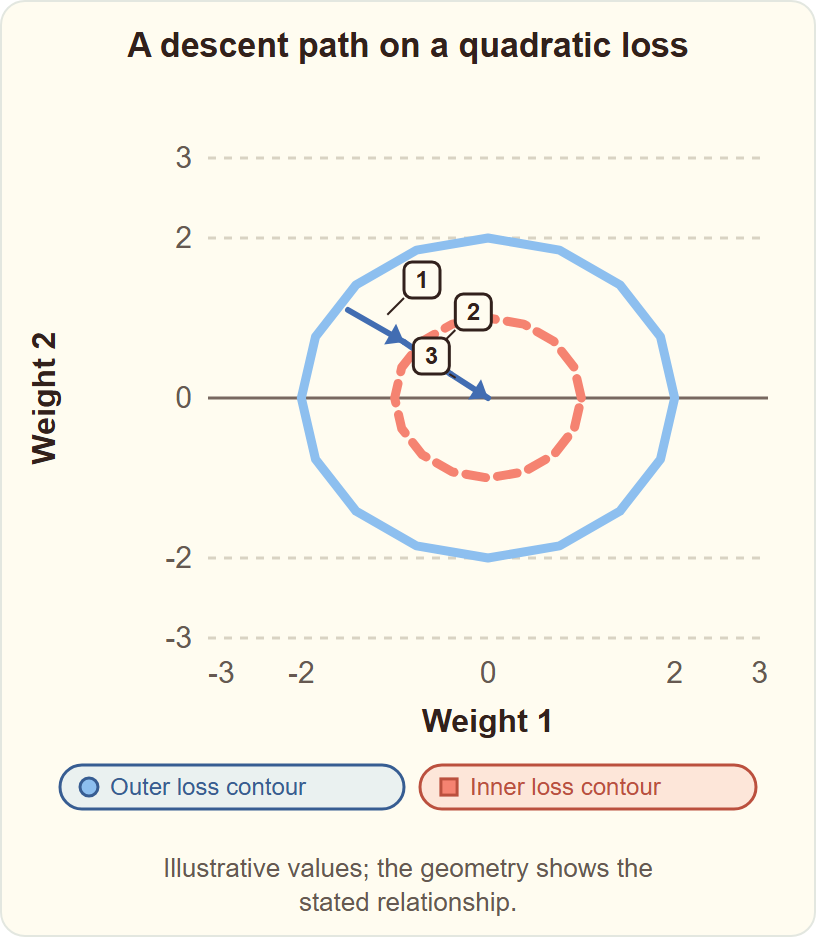 A descent path on a quadratic loss
3
2
0
-2
-3
Weight 2
1
2
3
-3 -2 0 2 3
Weight 1
Outer loss contour
Inner loss contour
Illustrative values; the geometry shows the
stated relationship.